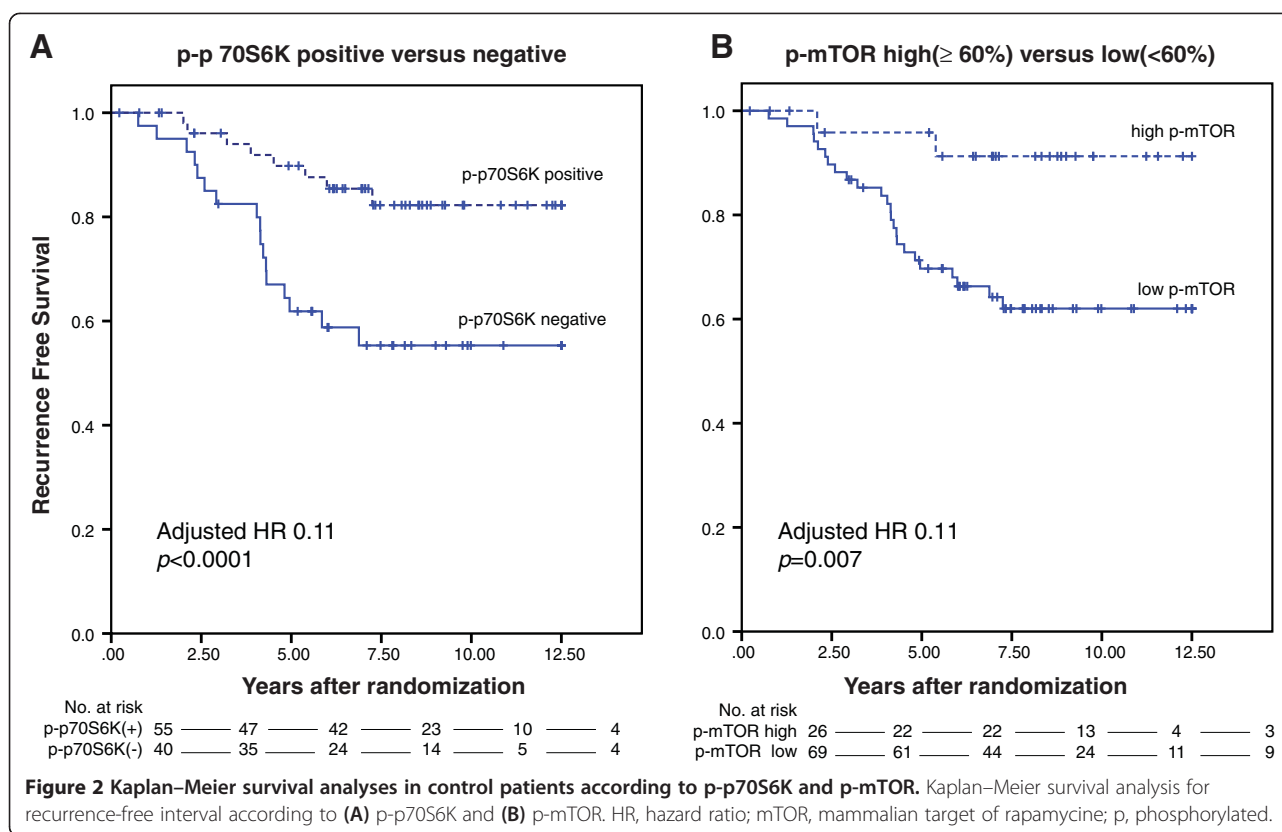 A
p-p 70S6K positive versus negative
1.0
0.8
0.6
0.4
0.2
0.0
Recurrence Free Survival
p-p70S6K positive
p-p70S6K negative
Adjusted HR 0.11
p<0.0001
.00 2.50 5.00 7.50 10.00 12.50
Years after randomization
No. at risk
p-p70S6K(+) 55 47 42 23 10 4
p-p70S6K(-) 40 35 24 14 5 4
B
p-mTOR high(≥ 60%) versus low(<60%)
1.0
0.8
0.6
0.4
0.2
0.0
high p-mTOR
low p-mTOR
Adjusted HR 0.11
p=0.007
.00 2.50 5.00 7.50 10.00 12.50
Years after randomization
No. at risk
p-mTOR high 26 22 22 13 4 3
p-mTOR low 69 61 44 24 11 9
Figure 2 Kaplan–Meier survival analyses in control patients according to p-p70S6K and p-mTOR. Kaplan–Meier survival analysis for
recurrence-free interval according to (A) p-p70S6K and (B) p-mTOR. HR, hazard ratio; mTOR, mammalian target of rapamycine; p, phosphorylated.